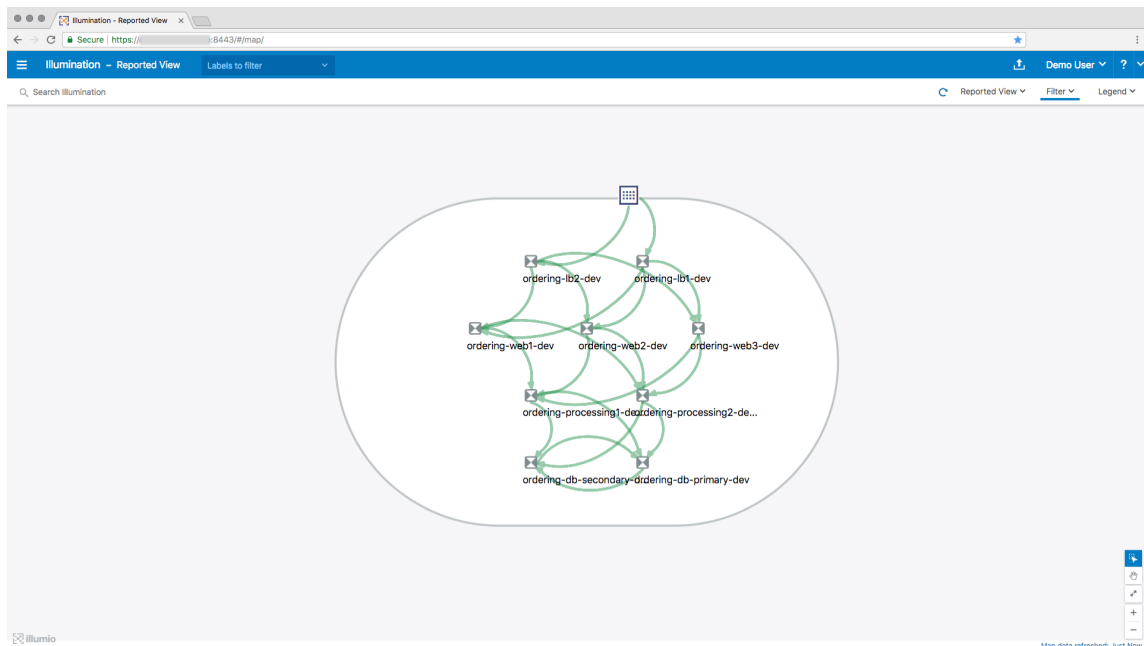 Illumination - Reported View
Secure https:// :8443/#/map/
Illumination – Reported View Labels to filter Demo User ?
Search Illumination Reported View Filter Legend
ordering-lb2-dev ordering-lb1-dev
ordering-web1-dev ordering-web2-dev ordering-web3-dev
ordering-processing1-de... ordering-processing2-de...
ordering-db-secondary-... ordering-db-primary-dev
illumio
Map data refreshed: Just Now